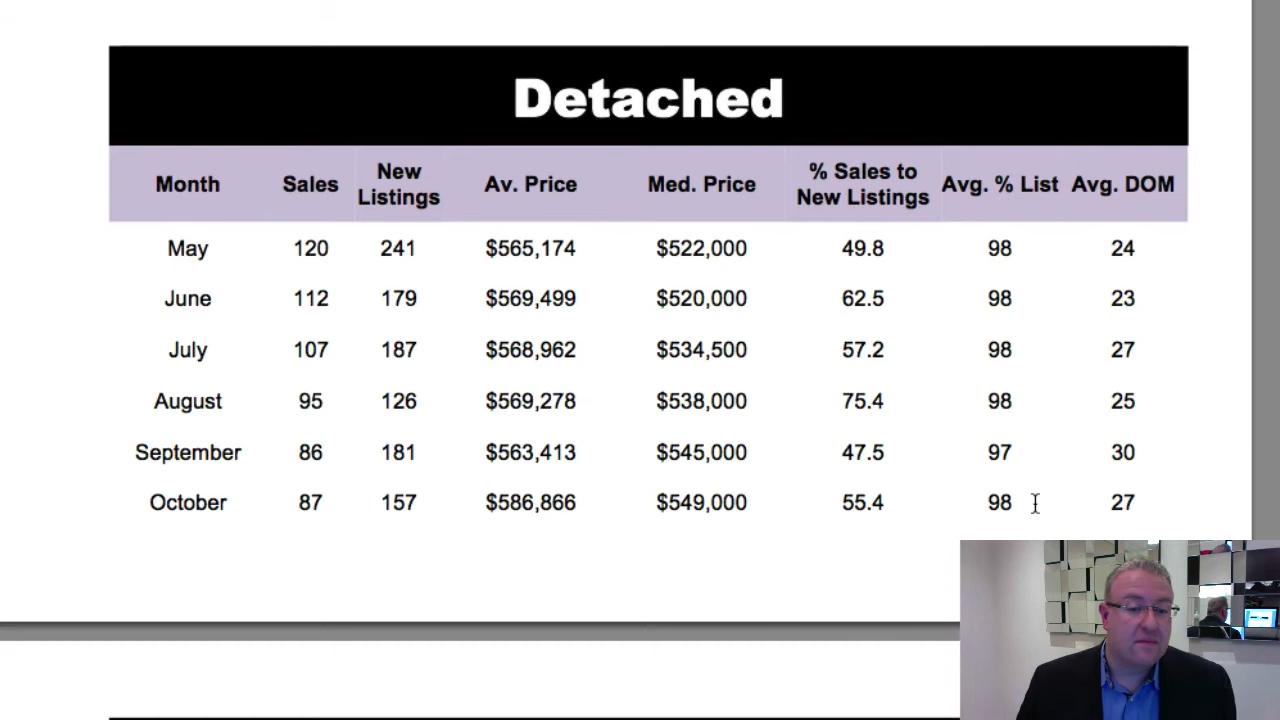 Detached
Month Sales New Listings Av. Price Med. Price % Sales to New Listings Avg. % List Avg. DOM
May 120 241 $565,174 $522,000 49.8 98 24
June 112 179 $569,499 $520,000 62.5 98 23
July 107 187 $568,962 $534,500 57.2 98 27
August 95 126 $569,278 $538,000 75.4 98 25
September 86 181 $563,413 $545,000 47.5 97 30
October 87 157 $586,866 $549,000 55.4 98 27